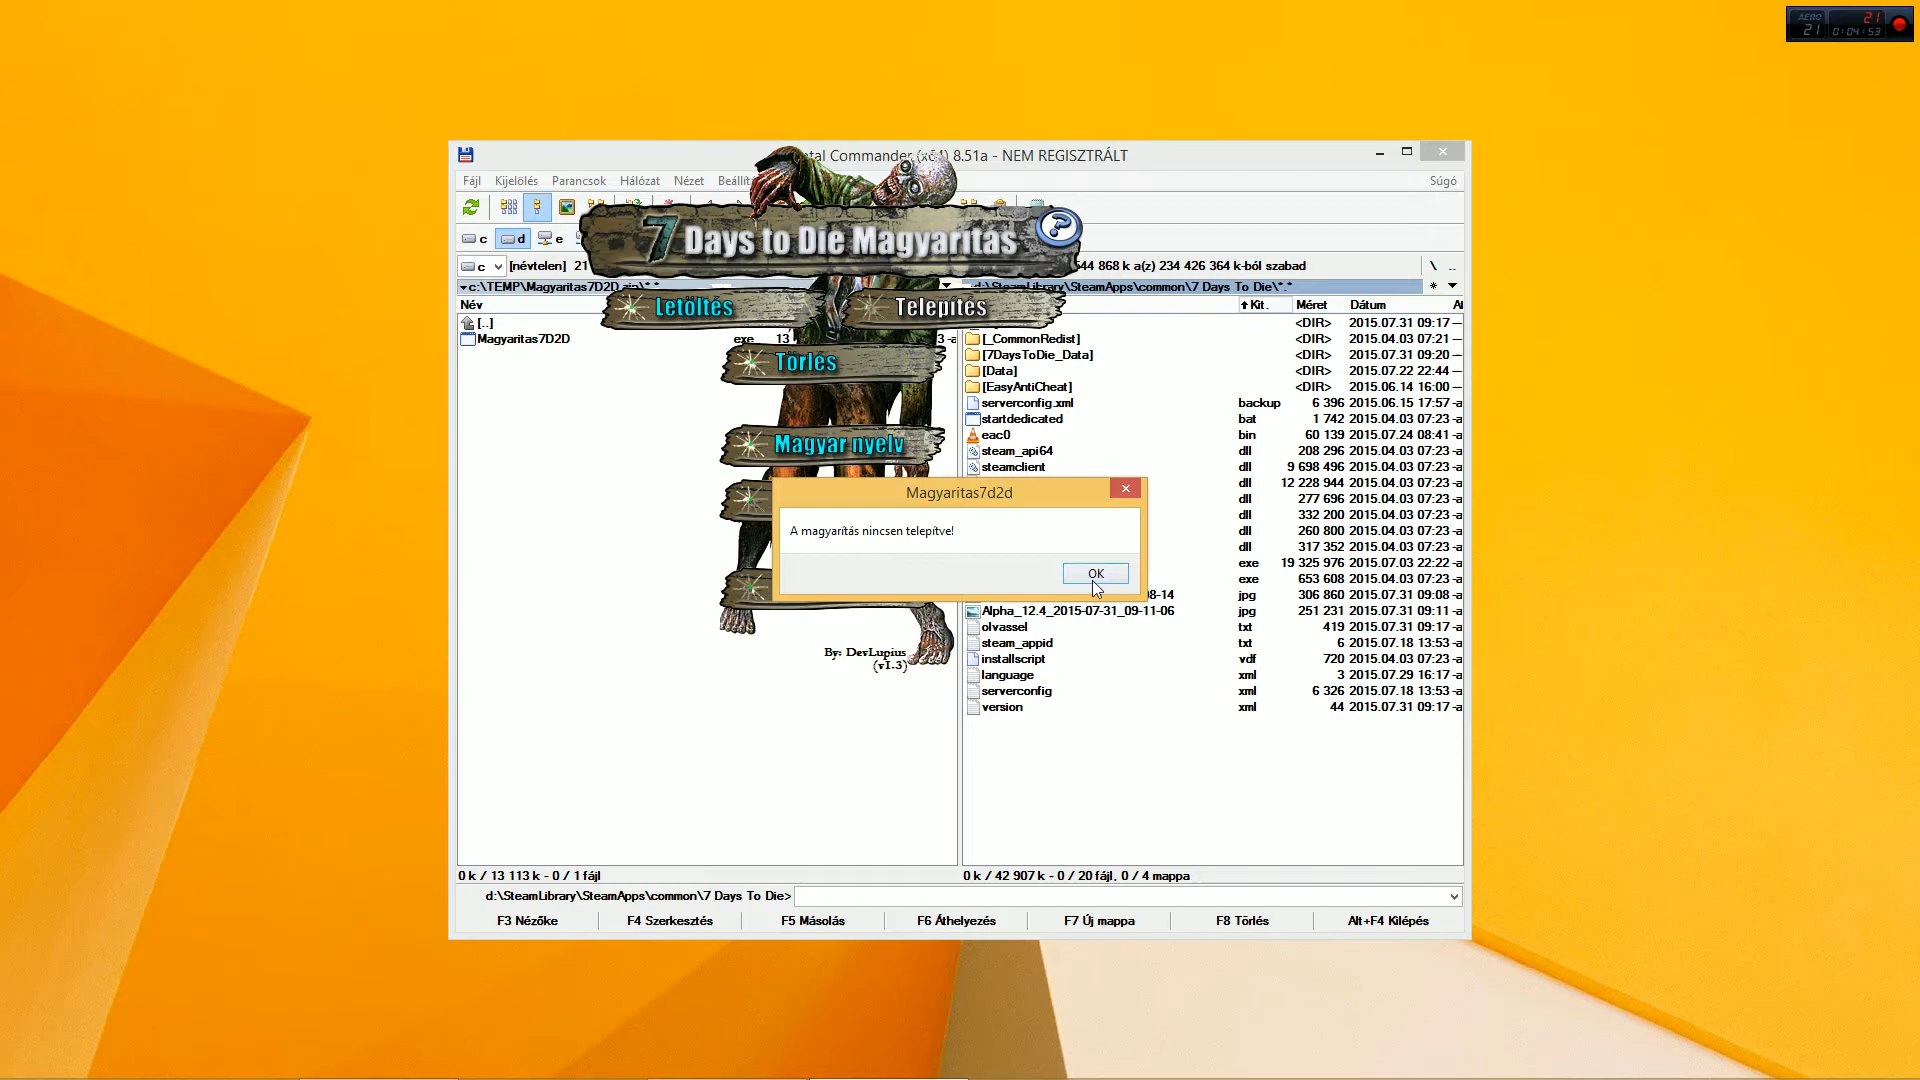 AERO 21 21 0:04:53
tal Commander (x64) 8.51a - NEM REGISZTRÁLT
Fájl Kijelölés Parancsok Hálózat Nézet Súgó
7 Days to Die Magyarítás
c d e
c [névtelen] 21 544 868 k a(z) 234 426 364 k-ból szabad \ ..
c:\TEMP\Magyaritas7D2D.zip\*.* d:\SteamLibrary\SteamApps\common\7 Days To Die\*.* *
Letöltés Telepítés
Név Kit. Méret Dátum
[..] <DIR> 2015.07.31 09:17
Magyaritas7D2D exe 13 [_CommonRedist] <DIR> 2015.04.03 07:21
[7DaysToDie_Data] <DIR> 2015.07.31 09:20
Törlés
[Data] <DIR> 2015.07.22 22:44
[EasyAntiCheat] <DIR> 2015.06.14 16:00
serverconfig.xml backup 6 396 2015.06.15 17:57 -a
startdedicated bat 1 742 2015.04.03 07:23 -a
Magyar nyelv
eac0 bin 60 139 2015.07.24 08:41 -a
steam_api64 dll 208 296 2015.04.03 07:23 -a
steamclient dll 9 698 496 2015.04.03 07:23 -a
dll 12 228 944 2015.04.03 07:23 -a
dll 277 696 2015.04.03 07:23 -a
dll 332 200 2015.04.03 07:23 -a
dll 260 800 2015.04.03 07:23 -a
dll 317 352 2015.04.03 07:23 -a
exe 19 325 976 2015.07.03 22:22 -a
exe 653 608 2015.04.03 07:23 -a
Magyaritas7d2d
A magyarítás nincsen telepítve!
OK
08-14 jpg 306 860 2015.07.31 09:08 -a
Alpha_12.4_2015-07-31_09-11-06 jpg 251 231 2015.07.31 09:11 -a
olvassel txt 419 2015.07.31 09:17 -a
steam_appid txt 6 2015.07.18 13:53 -a
installscript vdf 720 2015.04.03 07:23 -a
language xml 3 2015.07.29 16:17 -a
serverconfig xml 6 326 2015.07.18 13:53 -a
version xml 44 2015.07.31 09:17 -a
By: DevLupius
(v1.3)
0 k / 13 113 k - 0 / 1 fájl 0 k / 42 907 k - 0 / 20 fájl, 0 / 4 mappa
d:\SteamLibrary\SteamApps\common\7 Days To Die>
F3 Nézőke F4 Szerkesztés F5 Másolás F6 Áthelyezés F7 Új mappa F8 Törlés Alt+F4 Kilépés